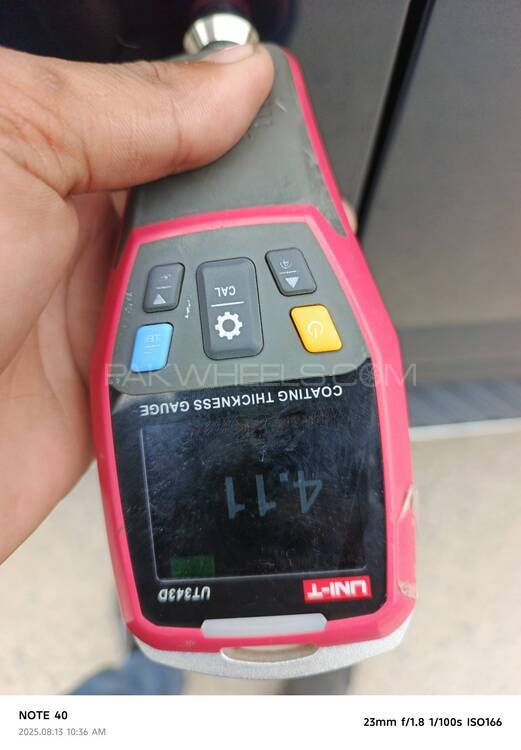 CAL
PAKWHEELS.COM
COATING THICKNESS GAUGE
4.11
UT343D
UNI-T
NOTE 40
2025.08.13 10:36 AM
23mm f/1.8 1/100s ISO166